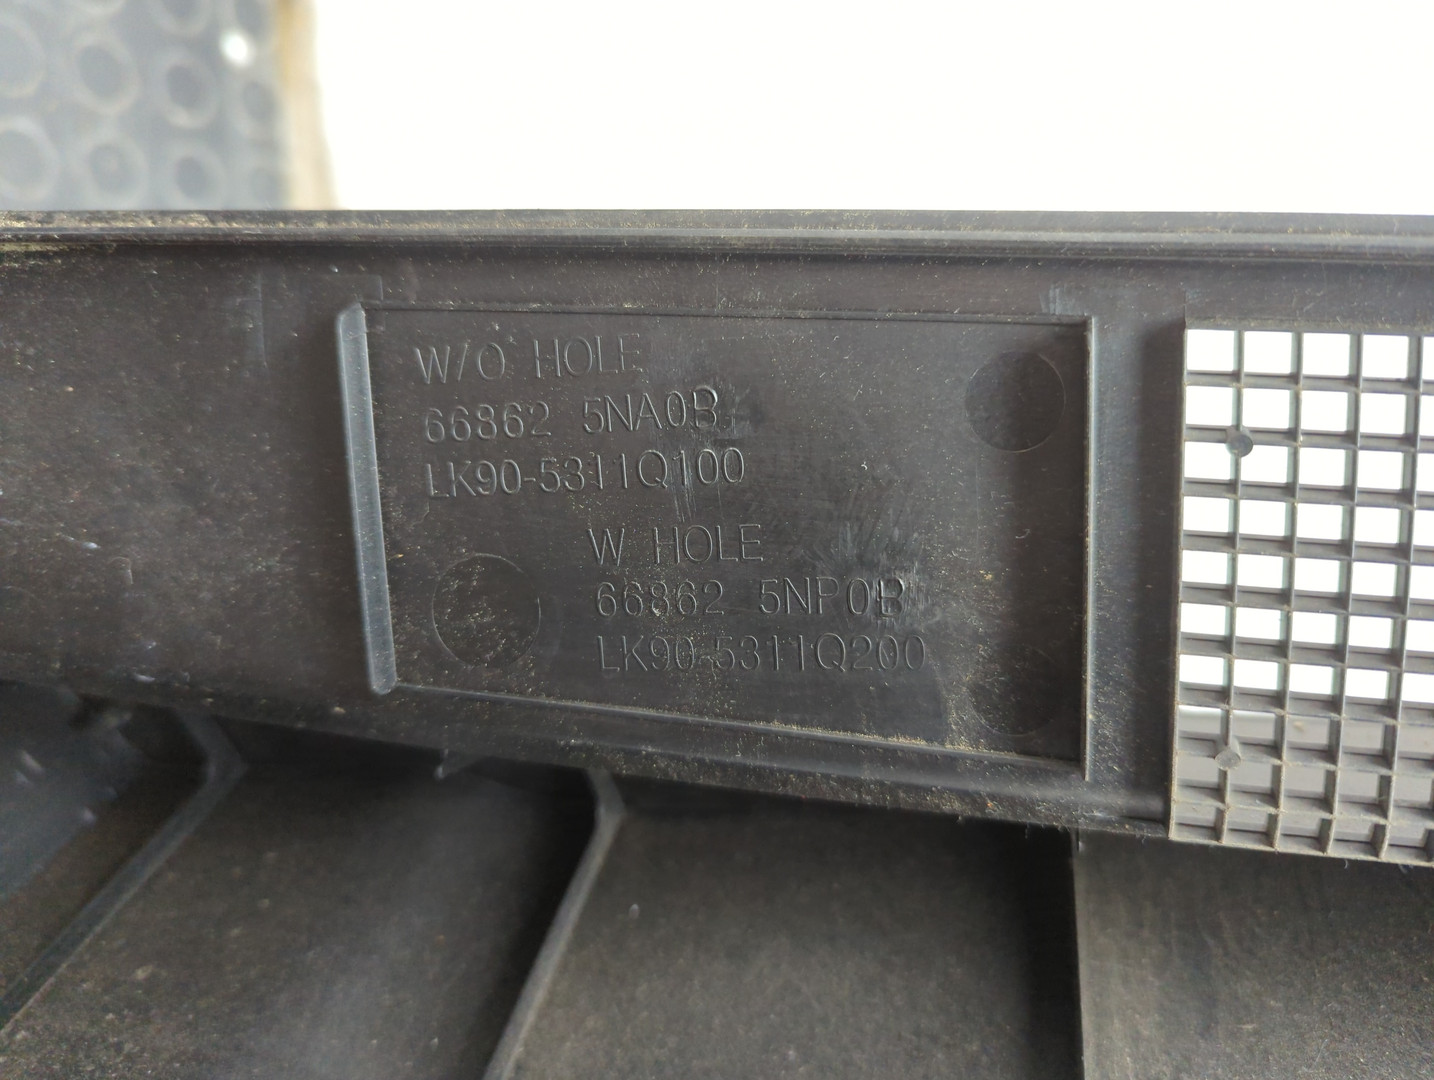 W/O HOLE
66862 5NA0B
LK90-5311Q100
W HOLE
66862 5NP0B
LK90-5311Q200